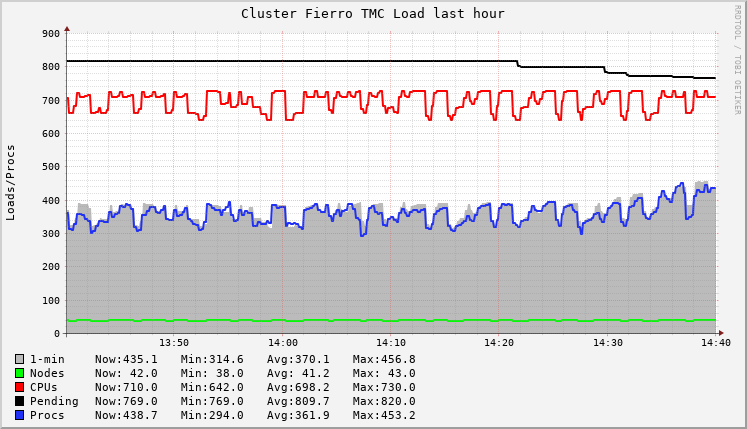 Cluster Fierro TMC Load last hour
RRDTOOL / TOBI OETIKER
Loads/Procs
900
800
700
600
500
400
300
200
100
0
13:50 14:00 14:10 14:20 14:30 14:40
1-min Now:435.1 Min:314.6 Avg:370.1 Max:456.8
Nodes Now: 42.0 Min: 38.0 Avg: 41.2 Max: 43.0
CPUs Now:710.0 Min:642.0 Avg:698.2 Max:730.0
Pending Now:769.0 Min:769.0 Avg:809.7 Max:820.0
Procs Now:438.7 Min:294.0 Avg:361.9 Max:453.2